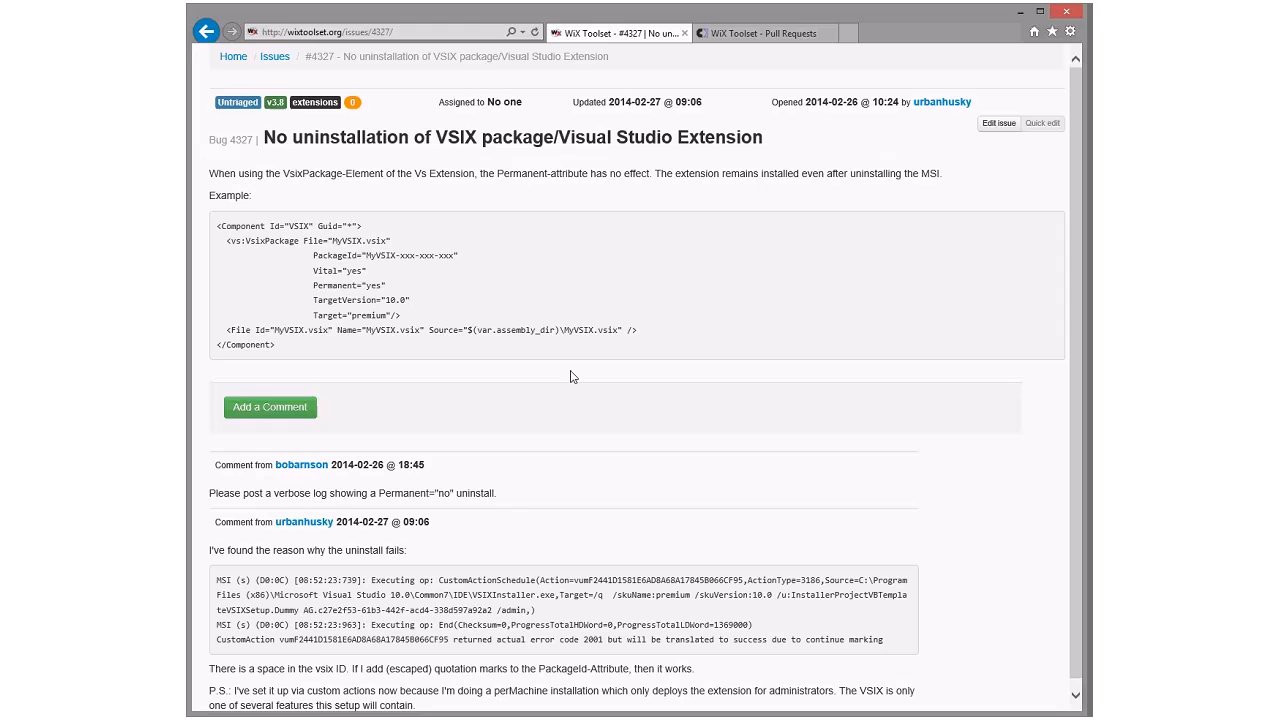 http://wixtoolset.org/issues/4327/
WiX Toolset - #4327 | No un...
WiX Toolset - Pull Requests
Home / Issues / #4327 - No uninstallation of VSIX package/Visual Studio Extension
Untriaged v3.8 extensions 0 Assigned to No one Updated 2014-02-27 @ 09:06 Opened 2014-02-26 @ 10:24 by urbanhusky
Edit issue Quick edit
Bug 4327 | No uninstallation of VSIX package/Visual Studio Extension
When using the VsixPackage-Element of the Vs Extension, the Permanent-attribute has no effect. The extension remains installed even after uninstalling the MSI.
Example:
<Component Id="VSIX" Guid="*">
<vs:VsixPackage File="MyVSIX.vsix"
PackageId="MyVSIX-xxx-xxx-xxx"
Vital="yes"
Permanent="yes"
TargetVersion="10.0"
Target="premium"/>
<File Id="MyVSIX.vsix" Name="MyVSIX.vsix" Source="$(var.assembly_dir)\MyVSIX.vsix" />
</Component>
Add a Comment
Comment from bobarnson 2014-02-26 @ 18:45
Please post a verbose log showing a Permanent="no" uninstall.
Comment from urbanhusky 2014-02-27 @ 09:06
I've found the reason why the uninstall fails:
MSI (s) (D0:0C) [08:52:23:739]: Executing op: CustomActionSchedule(Action=vumF2441D1581E6AD8A68A17845B066CF95,ActionType=3186,Source=C:\Program
Files (x86)\Microsoft Visual Studio 10.0\Common7\IDE\VSIXInstaller.exe,Target=/q /skuName:premium /skuVersion:10.0 /u:InstallerProjectVBTempla
teVSIXSetup.Dummy AG.c27e2f53-61b3-442f-acd4-338d597a92a2 /admin,)
MSI (s) (D0:0C) [08:52:23:963]: Executing op: End(Checksum=0,ProgressTotalHDWord=0,ProgressTotalLDWord=1369000)
CustomAction vumF2441D1581E6AD8A68A17845B066CF95 returned actual error code 2001 but will be translated to success due to continue marking
There is a space in the vsix ID. If I add (escaped) quotation marks to the PackageId-Attribute, then it works.
P.S.: I've set it up via custom actions now because I'm doing a perMachine installation which only deploys the extension for administrators. The VSIX is only
one of several features this setup will contain.